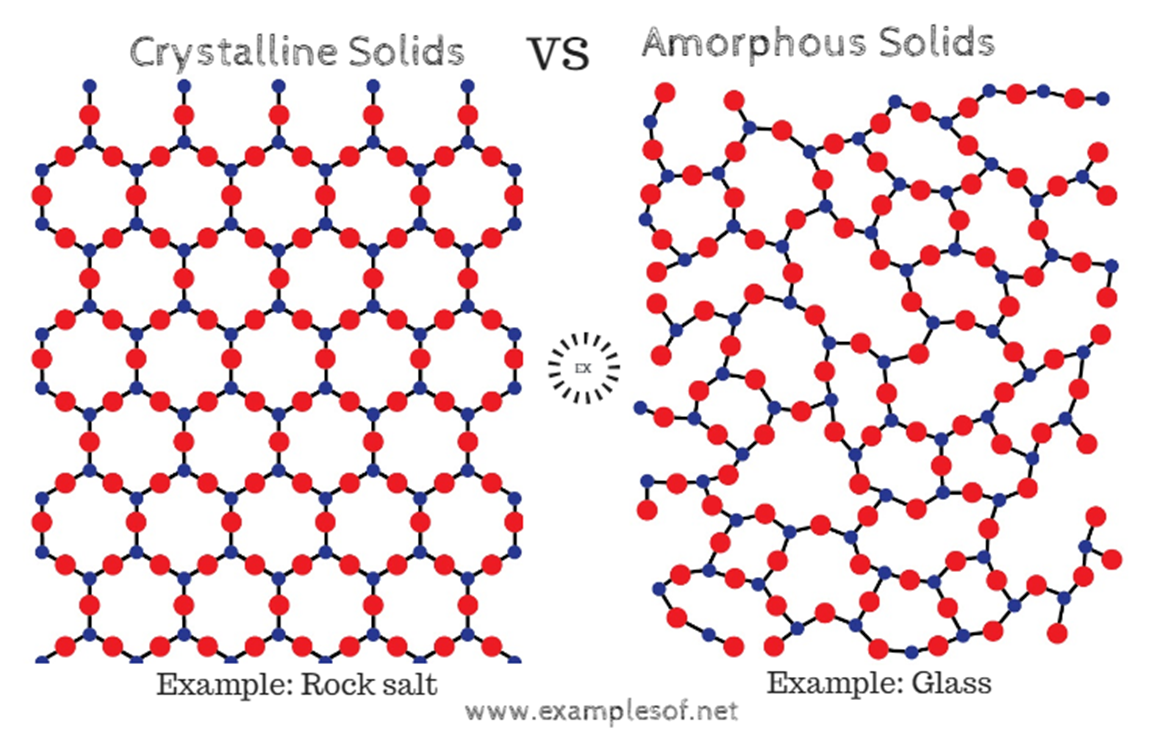 Crystalline Solids VS Amorphous Solids
EX
Example: Rock salt
Example: Glass
www.examplesof.net